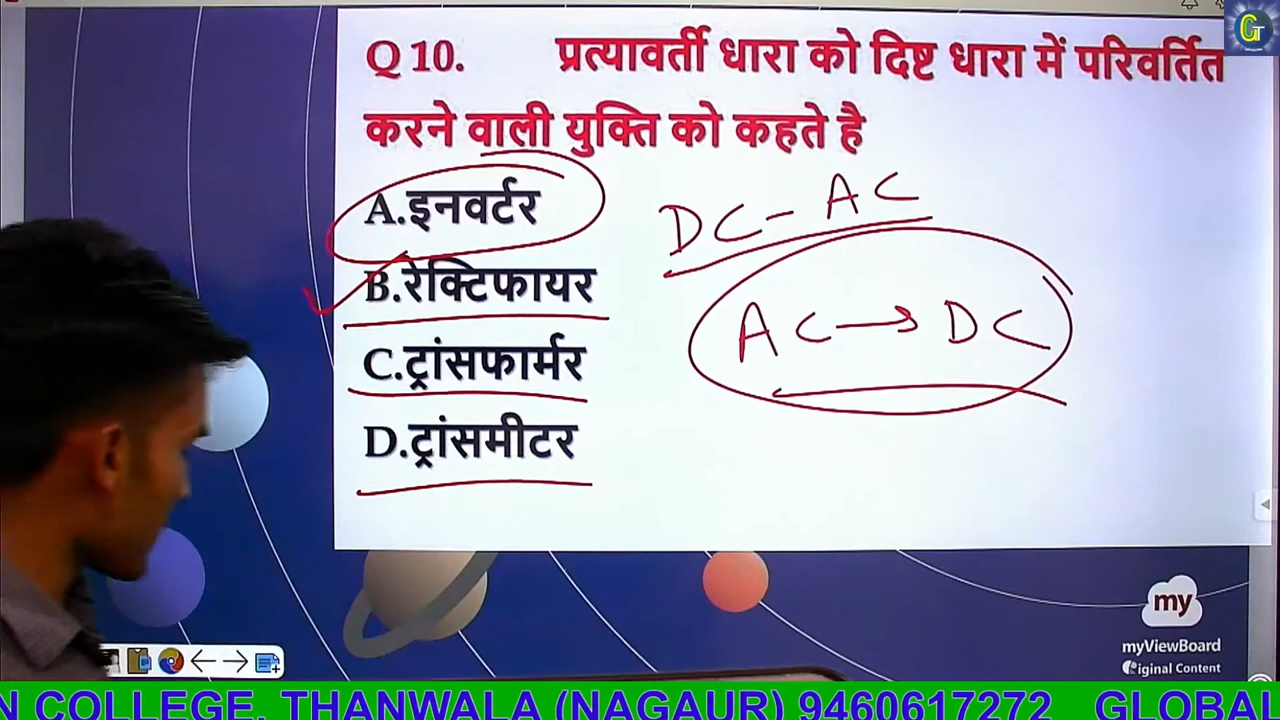 Q 10. प्रत्यावर्ती धारा को दिष्ट धारा में परिवर्तित
करने वाली युक्ति को कहते है
A.इनवर्टर
DC- AC
B.रेक्टिफायर
AC→DC
C.ट्रांसफार्मर
D.ट्रांसमीटर
my
myViewBoard
riginal Content
N COLLEGE, THANWALA (NAGAUR) 9460617272 GLOBAL